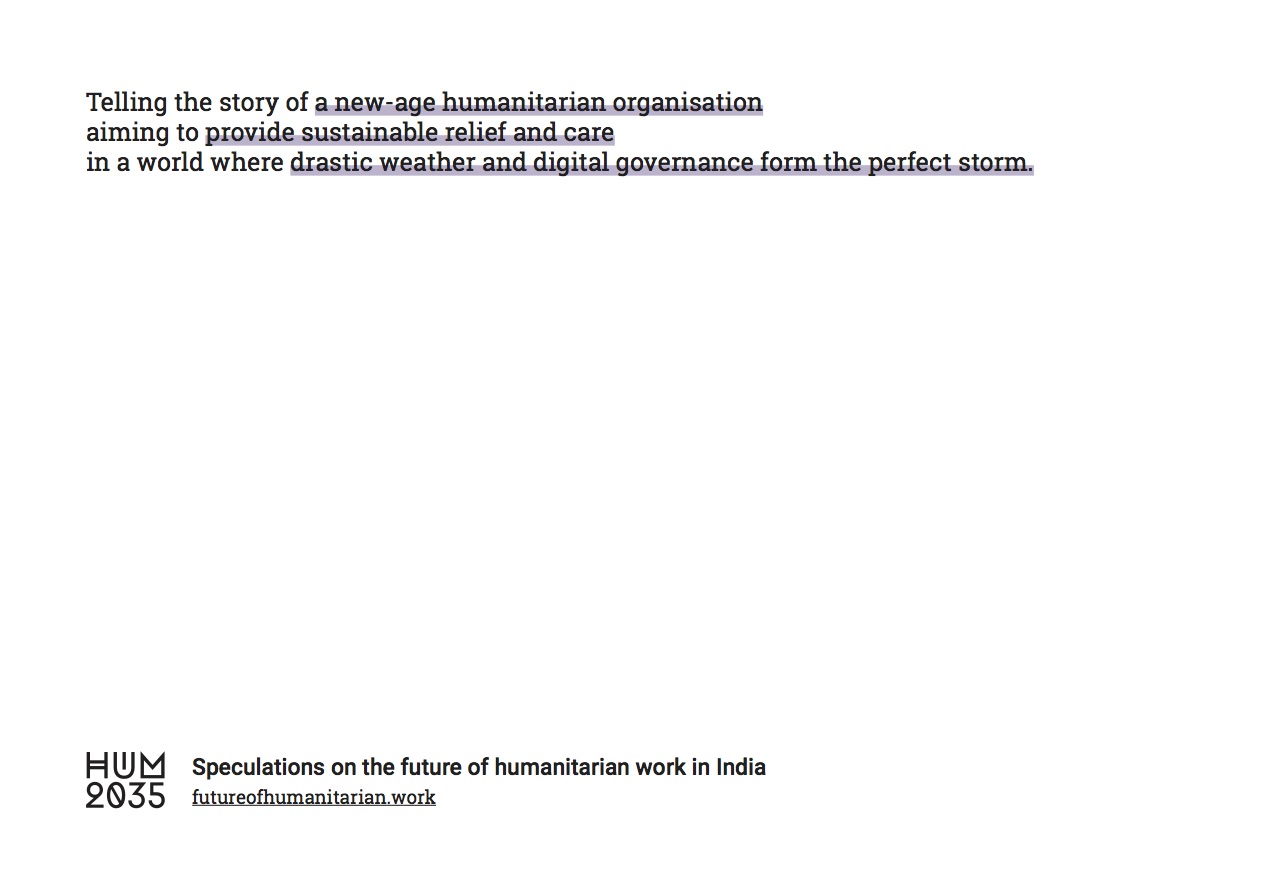 Telling the story of a new-age humanitarian organisation
aiming to provide sustainable relief and care
in a world where drastic weather and digital governance form the perfect storm.
HUM
2035
Speculations on the future of humanitarian work in India
futureofhumanitarian.work